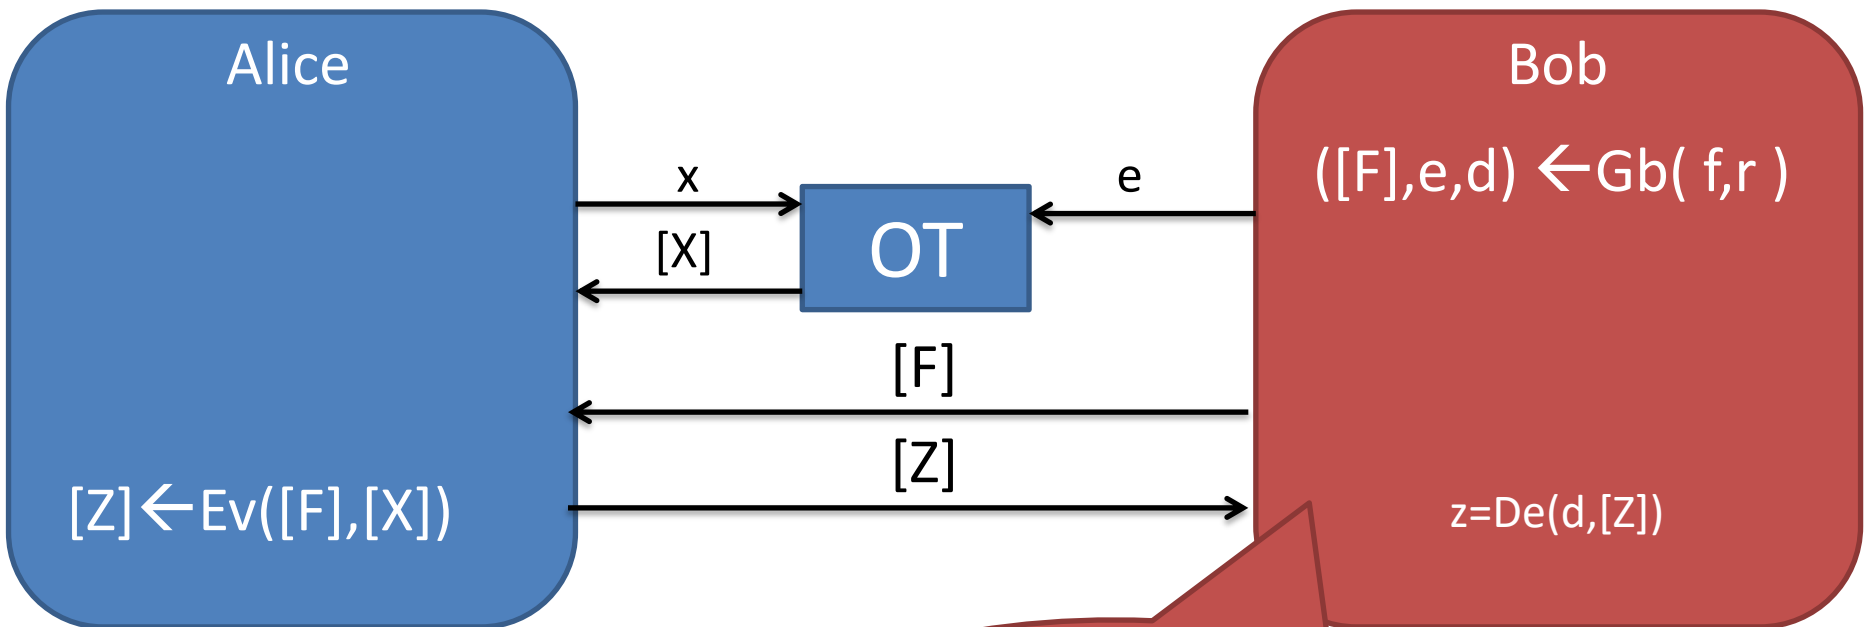 Alice
Bob
([F],e,d) ←Gb( f,r )
x
e
OT
[X]
[F]
[Z]
[Z]←Ev([F],[X])
z=De(d,[Z])